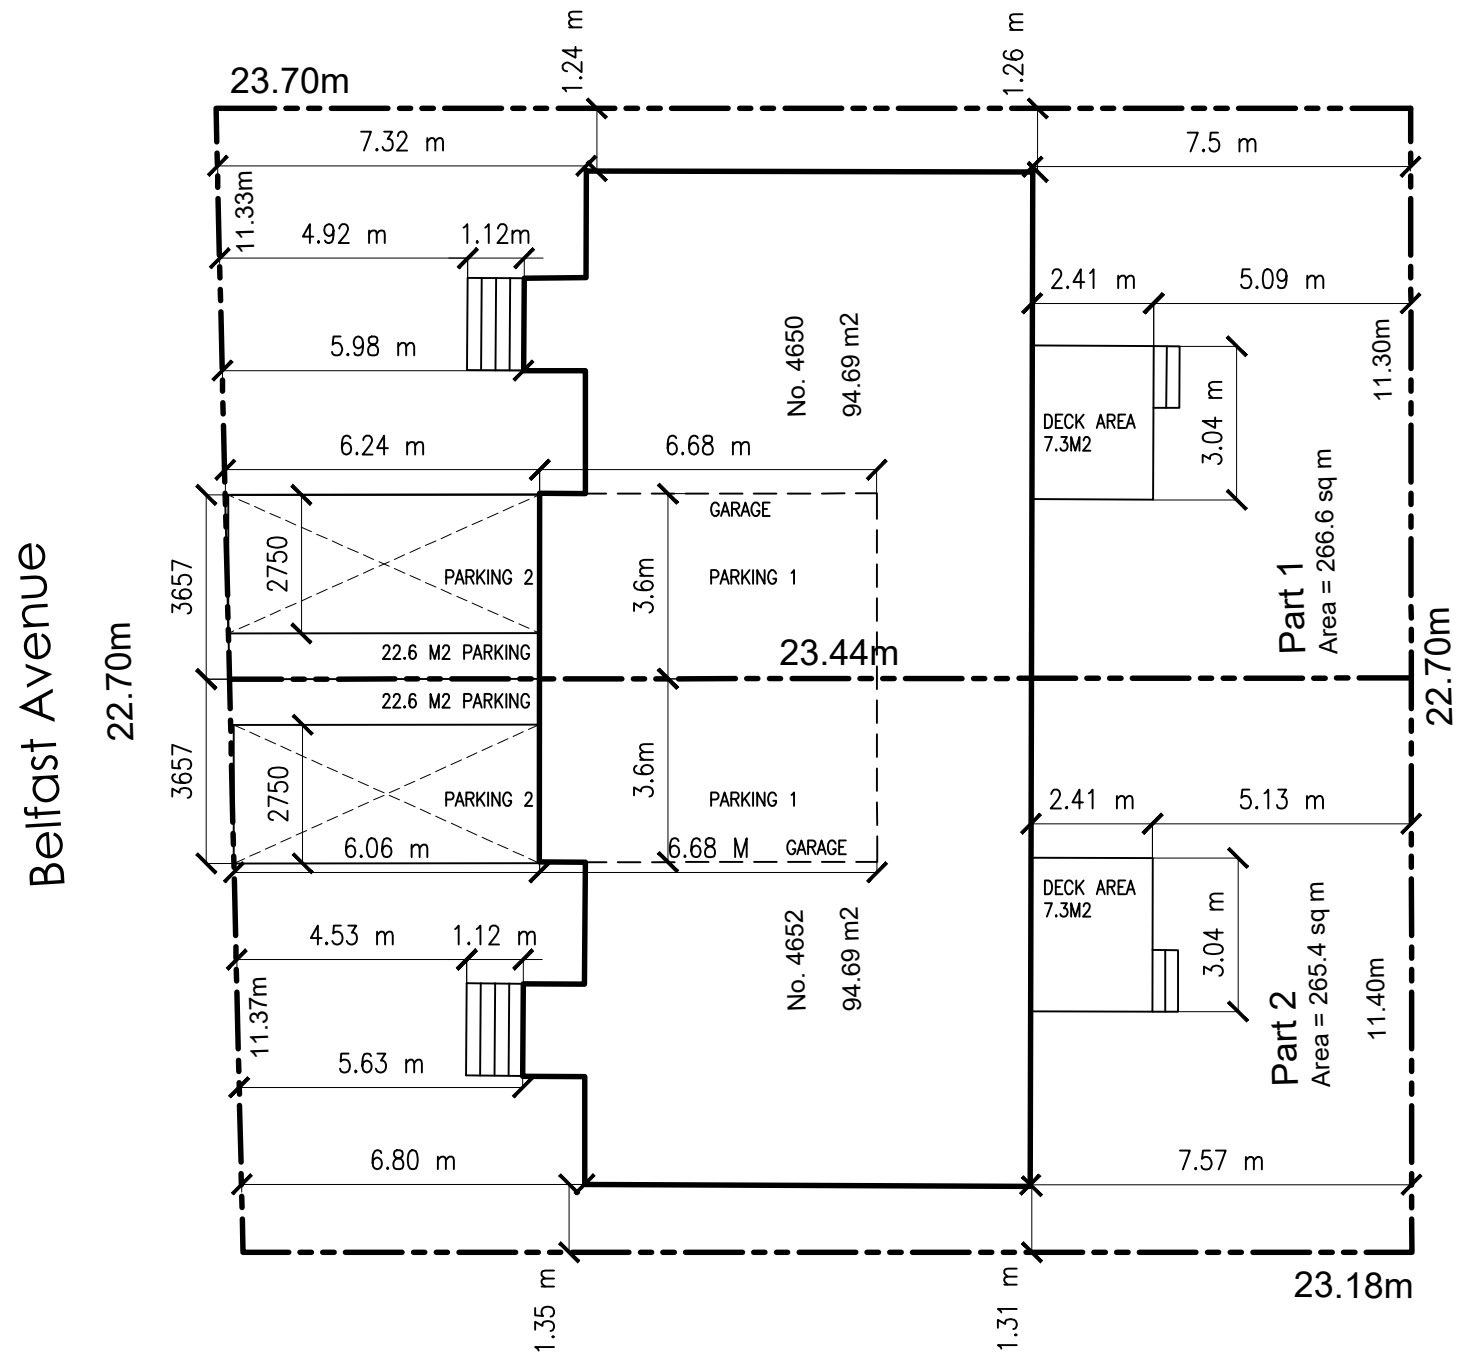 1.24 m
1.26 m
23.70m
7.32 m
7.5 m
11.33m
4.92 m
1.12m
2.41 m
5.09 m
5.98 m
No. 4650
94.69 m2
11.30m
DECK AREA
7.3M2
3.04 m
6.24 m
6.68 m
GARAGE
3657
2750
PARKING 2
3.6m
PARKING 1
Part 1
Area = 266.6 sq m
22.6 M2 PARKING
23.44m
Belfast Avenue
22.70m
22.70m
22.6 M2 PARKING
3657
2750
PARKING 2
3.6m
PARKING 1
2.41 m
5.13 m
6.06 m
6.68 M
GARAGE
DECK AREA
7.3M2
3.04 m
4.53 m
1.12 m
No. 4652
94.69 m2
Part 2
Area = 265.4 sq m
11.40m
11.37m
5.63 m
6.80 m
7.57 m
23.18m
1.35 m
1.31 m